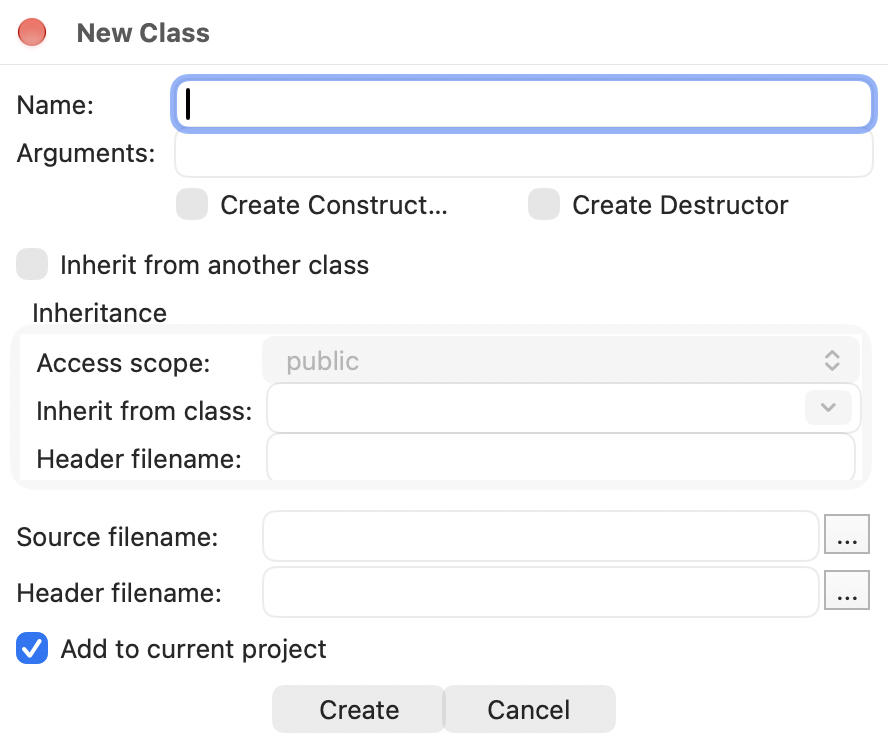 New Class
Name:
Arguments:
Create Construct... Create Destructor
Inherit from another class
Inheritance
Access scope: public
Inherit from class:
Header filename:
Source filename: ...
Header filename: ...
Add to current project
Create Cancel